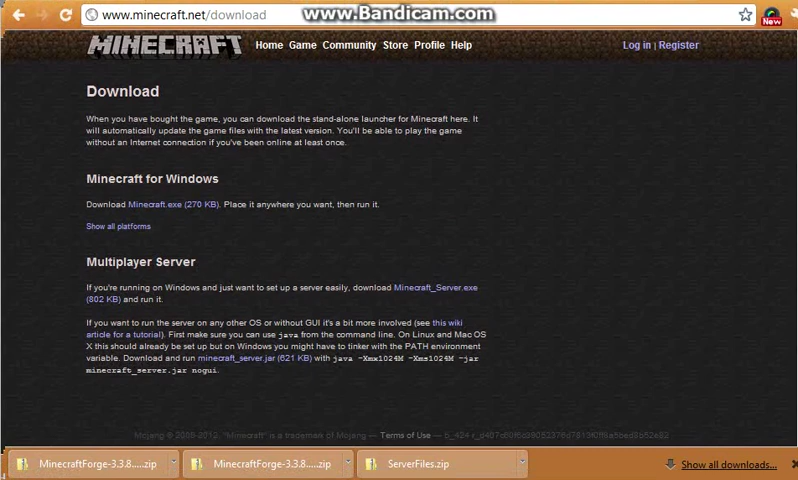 www.minecraft.net/download
www.Bandicam.com
New
MINECRAFT
Home Game Community Store Profile Help
Log in | Register
Download
When you have bought the game, you can download the stand-alone launcher for Minecraft here. It
will automatically update the game files with the latest version. You'll be able to play the game
without an Internet connection if you've been online at least once.
Minecraft for Windows
Download Minecraft.exe (270 KB). Place it anywhere you want, then run it.
Show all platforms
Multiplayer Server
If you're running on Windows and just want to set up a server easily, download Minecraft_Server.exe
(802 KB) and run it.
If you want to run the server on any other OS or without GUI it's a bit more involved (see this wiki
article for a tutorial). First make sure you can use java from the command line. On Linux and Mac OS
X this should already be set up but on Windows you might have to tinker with the PATH environment
variable. Download and run minecraft_server.jar (621 KB) with java -Xmx1024M -Xms1024M -jar
minecraft_server.jar nogui.
Mojang © 2009-2012. "Minecraft" is a trademark of Mojang — Terms of Use —
MinecraftForge-3.3.8.....zip
MinecraftForge-3.3.8.....zip
ServerFiles.zip
Show all downloads...